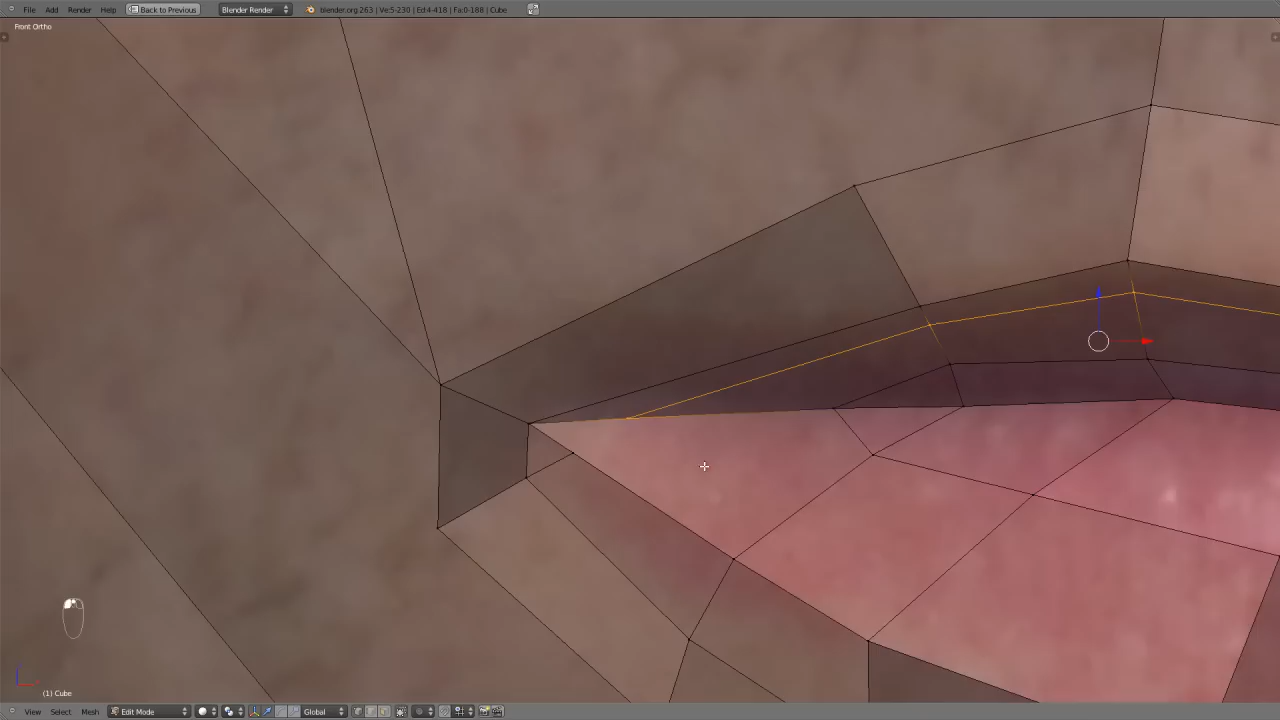 File Add Render Help Back to Previous Blender Render blender.org 263 | Ve:5-230 | Ed:4-418 | Fa:0-188 | Cube
Front Ortho
(1) Cube
View Select Mesh Edit Mode Global